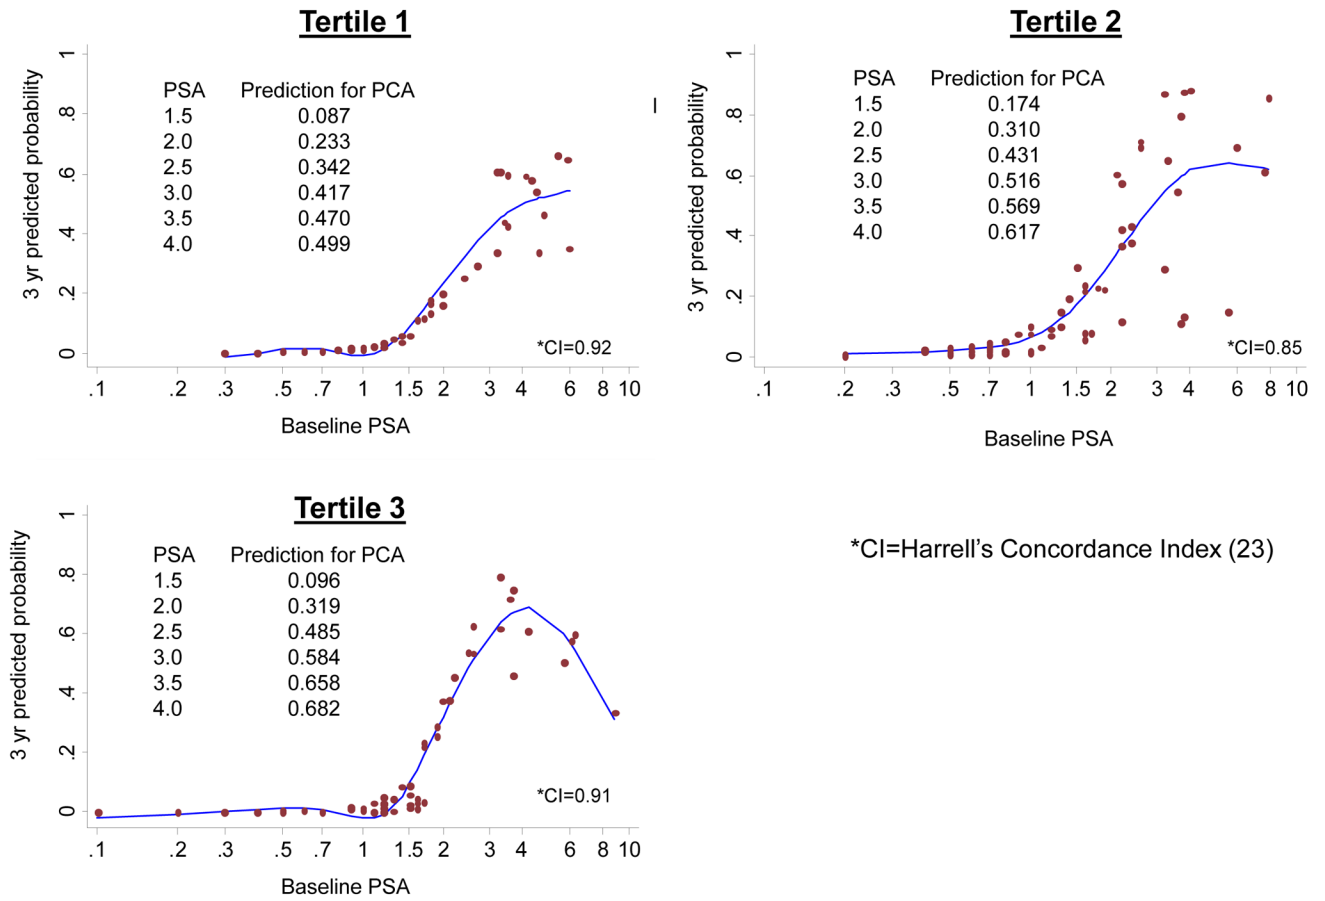 Tertile 1
3 yr predicted probability
1
.8
.6
.4
.2
0
PSA Prediction for PCA
1.5 0.087
2.0 0.233
2.5 0.342
3.0 0.417
3.5 0.470
4.0 0.499
*CI=0.92
.1 .2 .3 .5 .7 1 1.5 2 3 4 6 8 10
Baseline PSA
Tertile 2
3 yr predicted probability
1
.8
.6
.4
.2
0
PSA Prediction for PCA
1.5 0.174
2.0 0.310
2.5 0.431
3.0 0.516
3.5 0.569
4.0 0.617
*CI=0.85
.1 .2 .3 .5 .7 1 1.5 2 3 4 6 8 10
Baseline PSA
Tertile 3
3 yr predicted probability
1
.8
.6
.4
.2
0
PSA Prediction for PCA
1.5 0.096
2.0 0.319
2.5 0.485
3.0 0.584
3.5 0.658
4.0 0.682
*CI=0.91
.1 .2 .3 .5 .7 1 1.5 2 3 4 6 8 10
Baseline PSA
*CI=Harrell's Concordance Index (23)